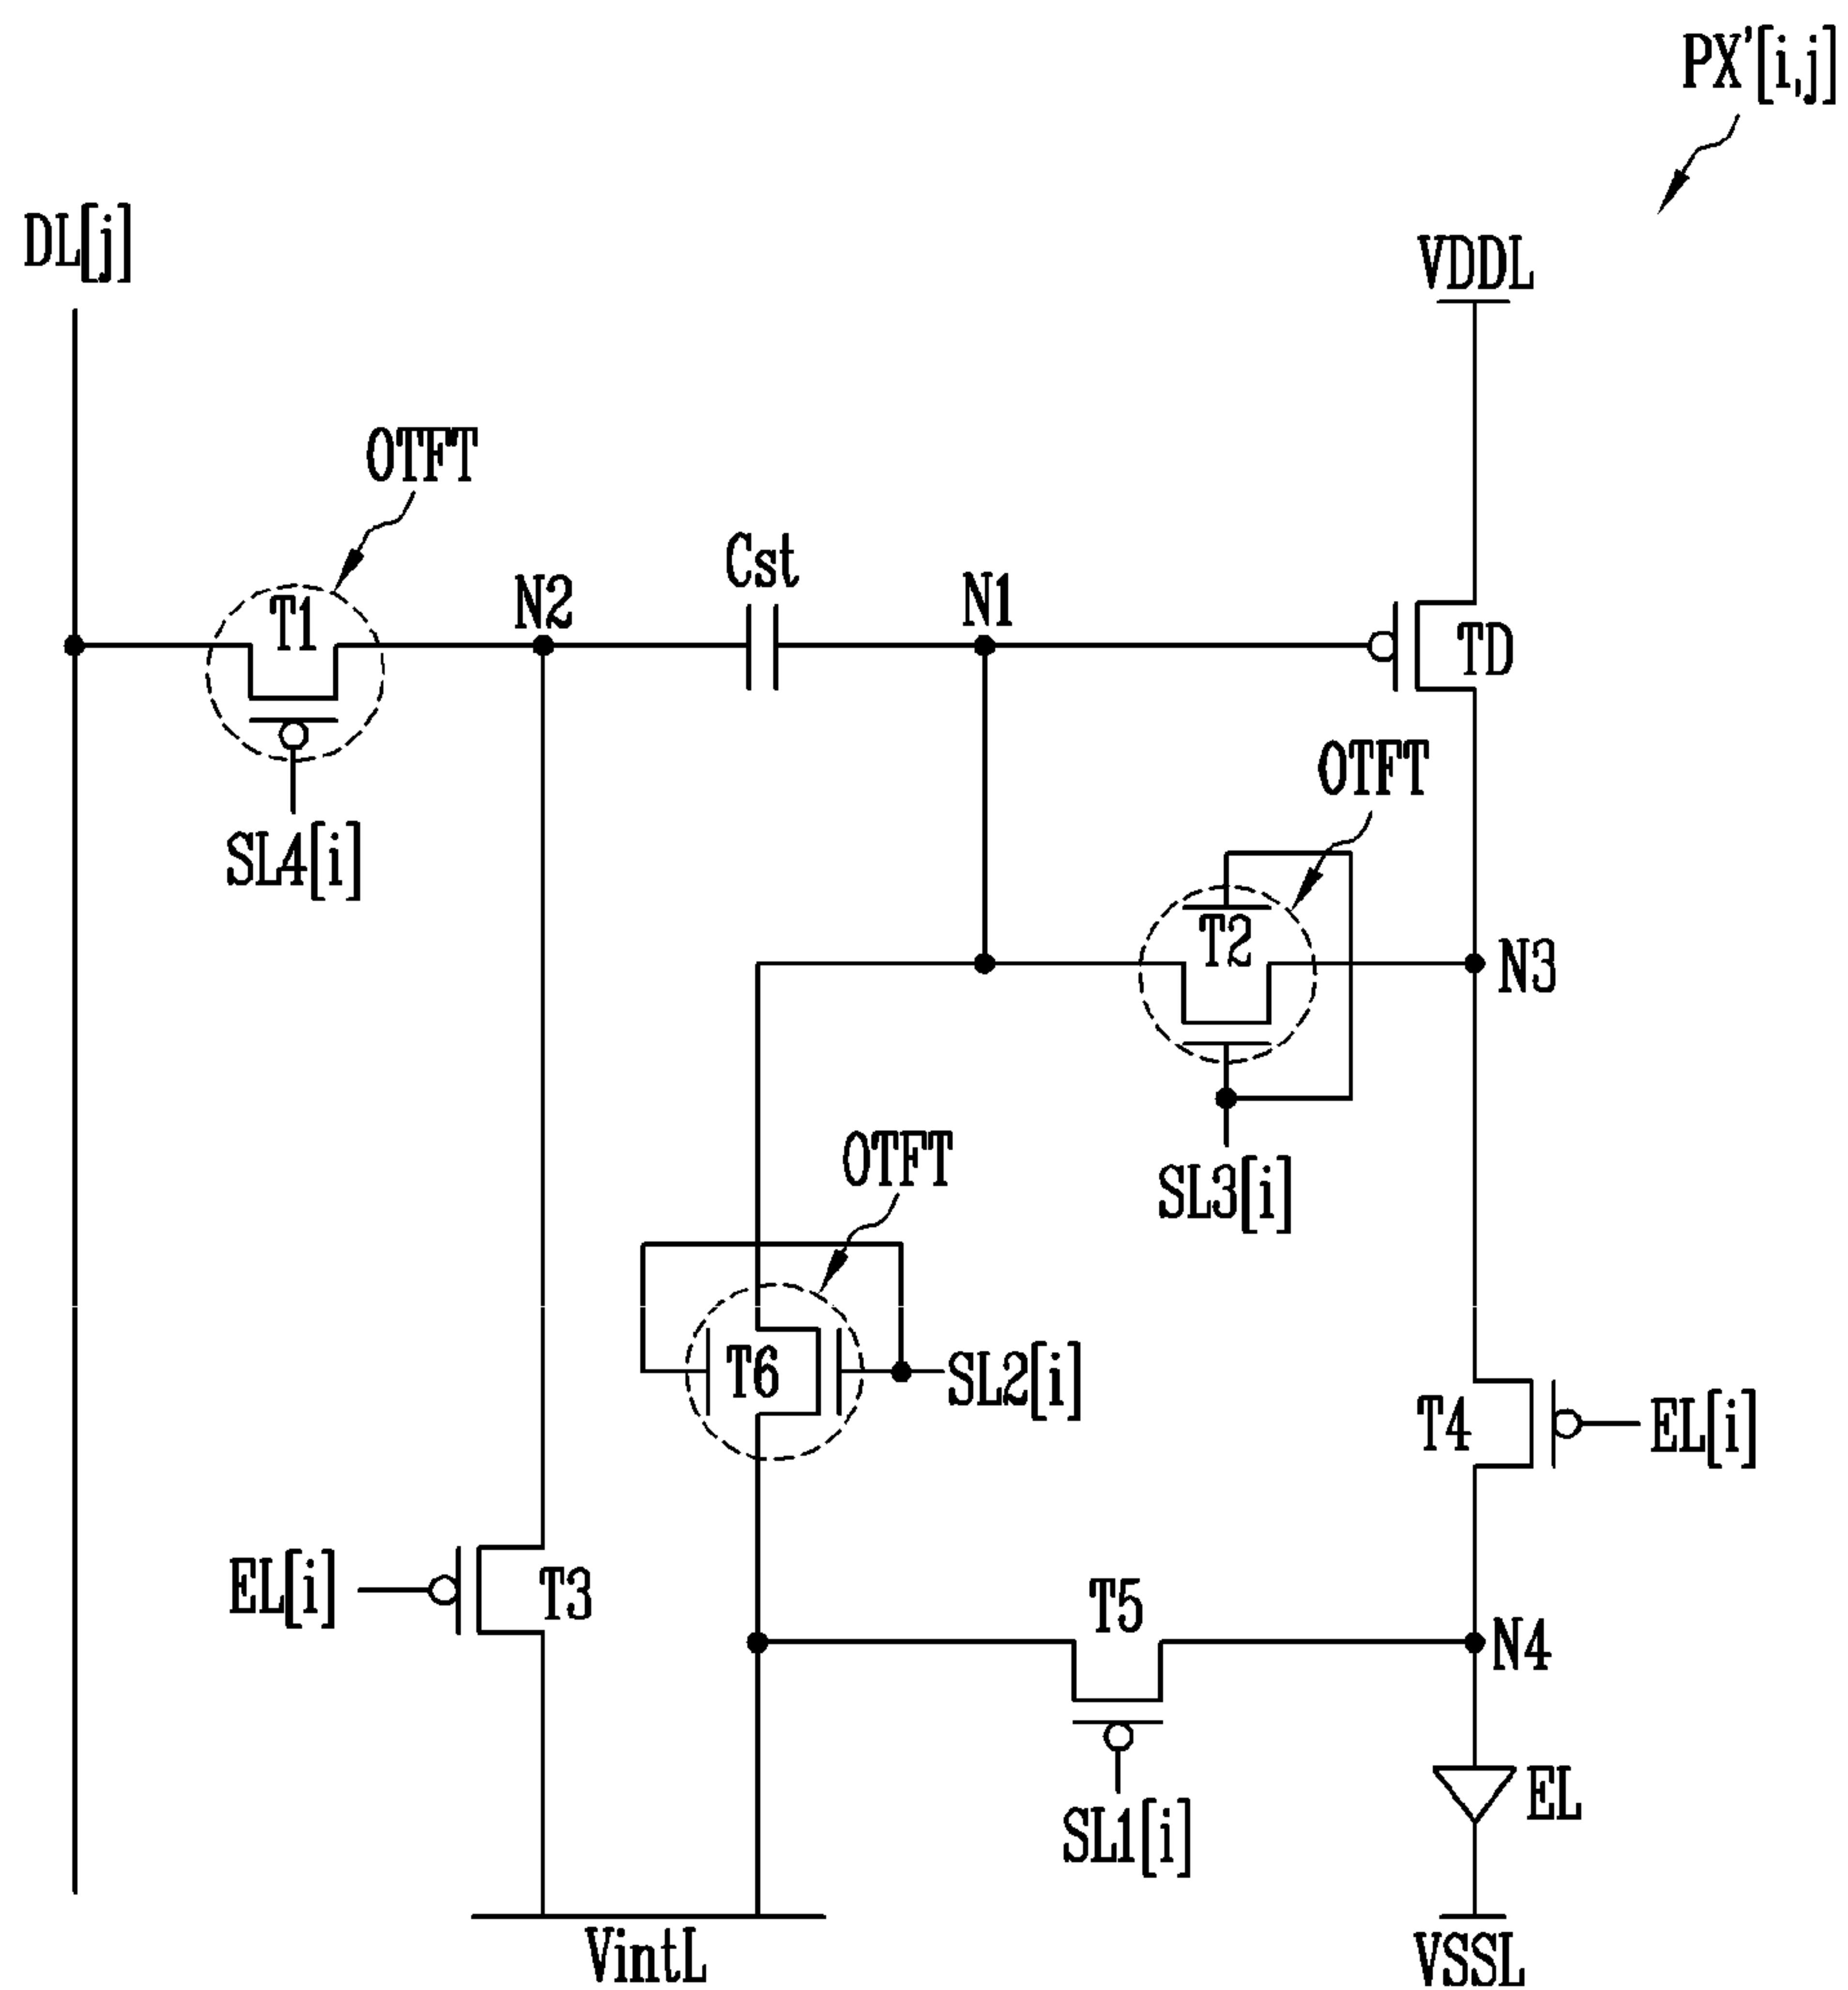 PX'[i,j]
DL[j]
VDDL
OTFT
Cst
N2
N1
T1
TD
OTFT
SL4[i]
T2
N3
OTFT
SL3[i]
T6
SL2[i]
T4
EL[i]
EL[i]
T3
T5
N4
EL
SL1[i]
VintL
VSSL